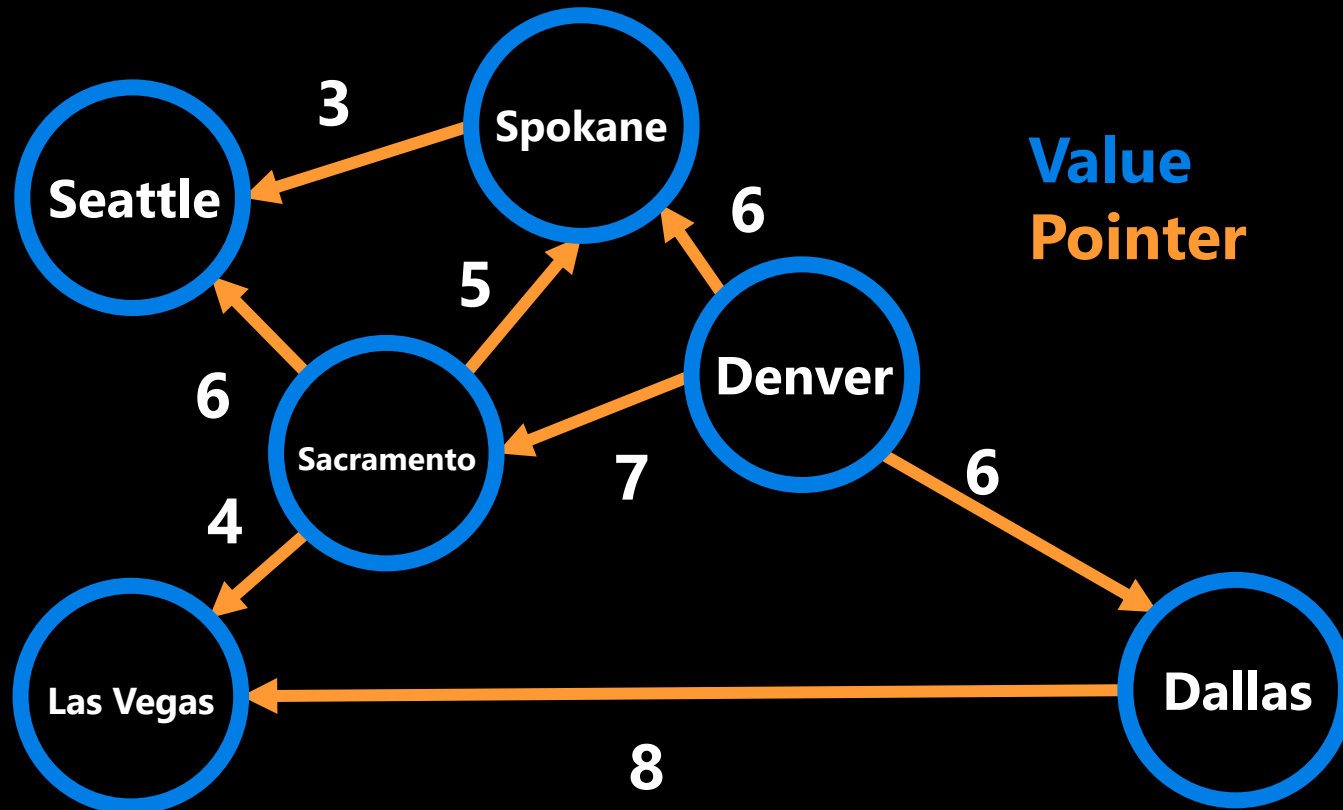 3
Spokane
Value
Seattle
Pointer
6
5
Denver
6
Sacramento
7
6
4
Las Vegas
Dallas
8